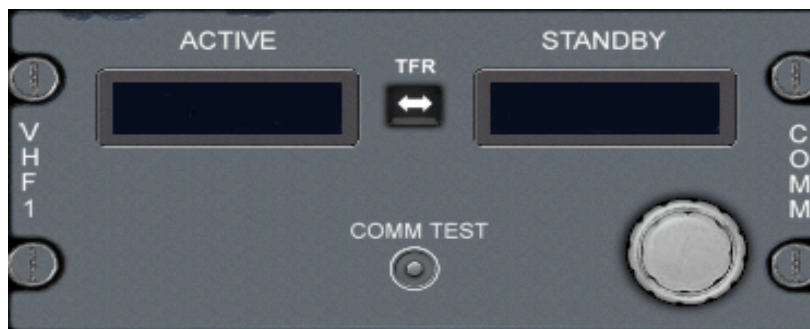 ACTIVE
STANDBY
TFR
VHF1
COMM
COMM TEST